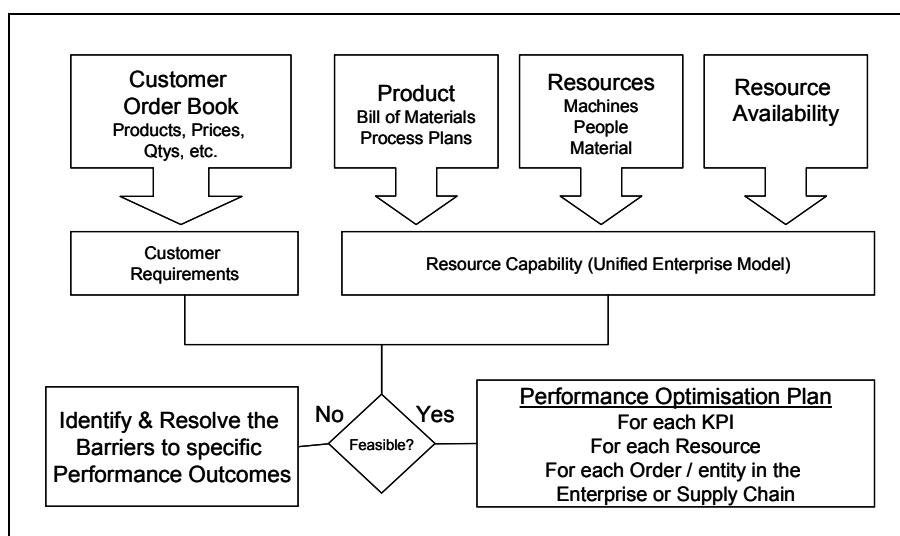 Customer
Order Book
Products, Prices,
Qtys, etc.
Product
Bill of Materials
Process Plans
Resources
Machines
People
Material
Resource
Availability
Customer
Requirements
Resource Capability (Unified Enterprise Model)
Identify & Resolve the
Barriers to specific
Performance Outcomes
No
Feasible?
Yes
Performance Optimisation Plan
For each KPI
For each Resource
For each Order / entity in the
Enterprise or Supply Chain